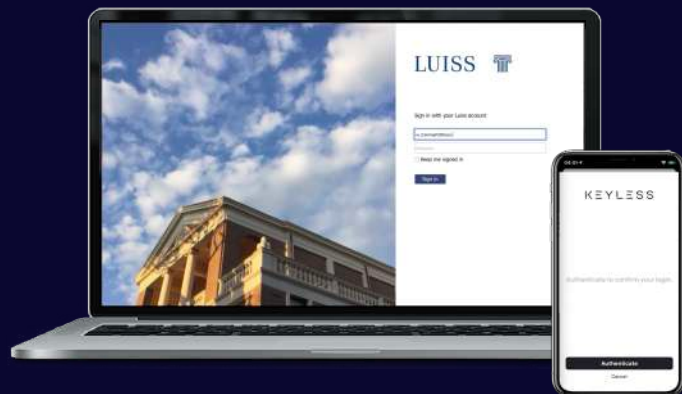 LUISS
Sign in with your Luiss account
Keep me signed in
Sign in
KEYLESS
Authenticate to confirm your login.
Authenticate
Cancel